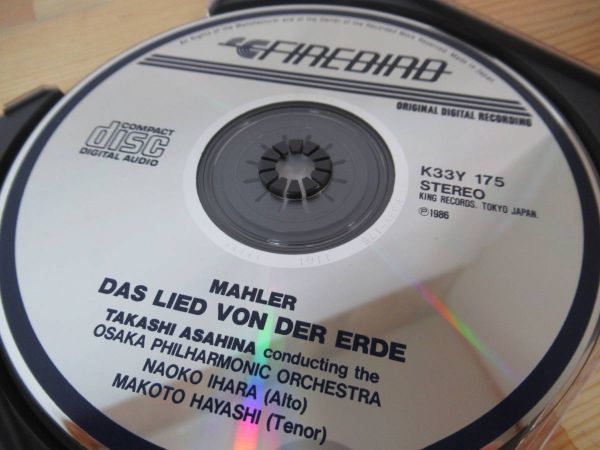 All Rights of the Manufacturer and of the Owner of the Recorded Work Reserved. Made in Japan
FIREBIRD
ORIGINAL DIGITAL RECORDING
COMPACT
disc
DIGITAL AUDIO
K33Y 175
STEREO
KING RECORDS. TOKYO JAPAN.
Ⓟ1986
MAHLER
DAS LIED VON DER ERDE
TAKASHI ASAHINA conducting the
OSAKA PHILHARMONIC ORCHESTRA
NAOKO IHARA (Alto)
MAKOTO HAYASHI (Tenor)